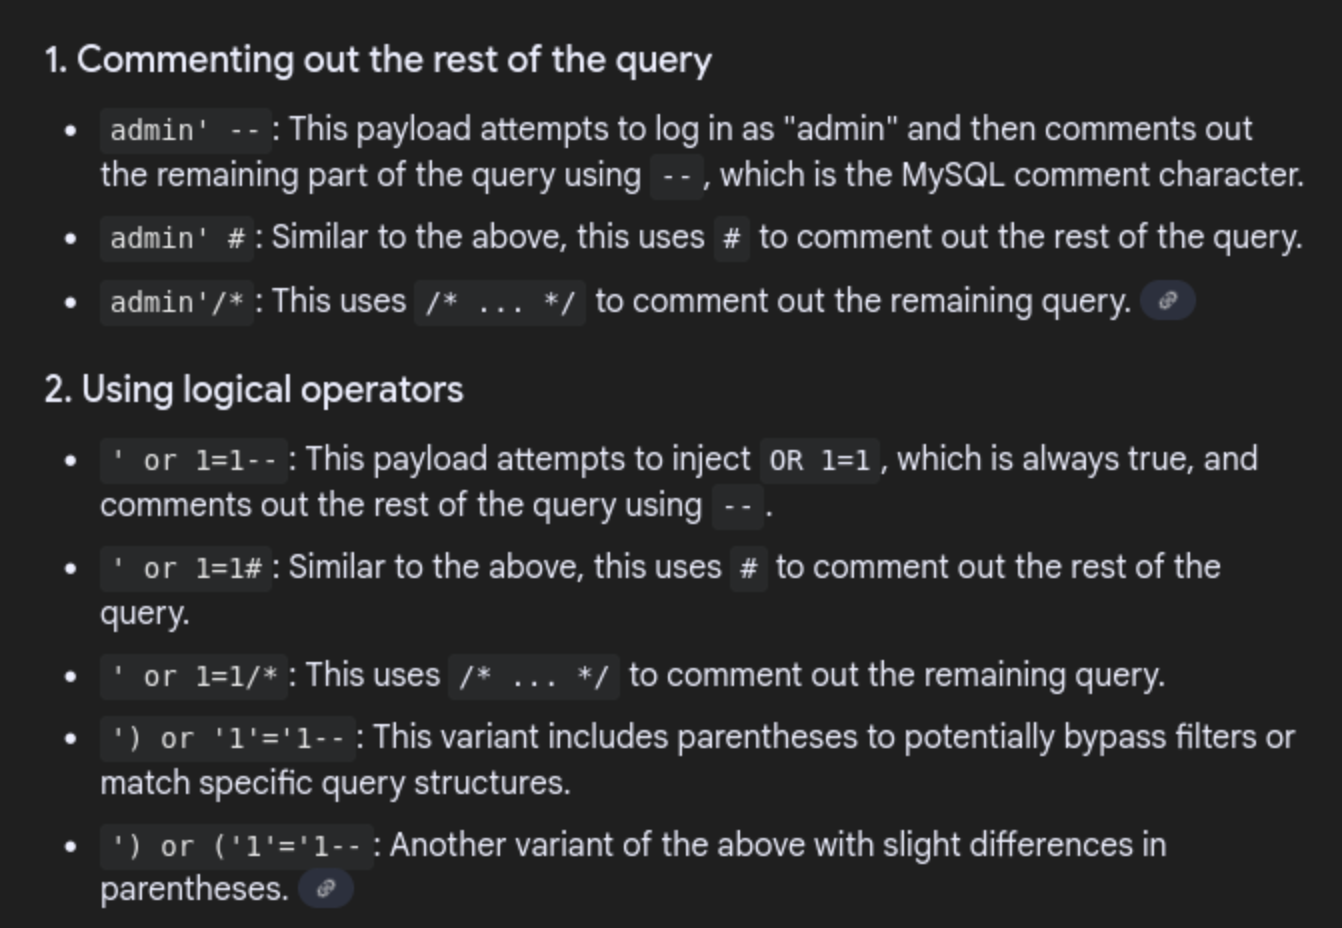 1. Commenting out the rest of the query
• admin' -- : This payload attempts to log in as "admin" and then comments out
the remaining part of the query using -- , which is the MySQL comment character.
• admin' # : Similar to the above, this uses # to comment out the rest of the query.
• admin'/* : This uses /* ... */ to comment out the remaining query.
2. Using logical operators
• ' or 1=1-- : This payload attempts to inject OR 1=1 , which is always true, and
comments out the rest of the query using -- .
• ' or 1=1# : Similar to the above, this uses # to comment out the rest of the
query.
• ' or 1=1/* : This uses /* ... */ to comment out the remaining query.
• ') or '1'='1-- : This variant includes parentheses to potentially bypass filters or
match specific query structures.
• ') or ('1'='1-- : Another variant of the above with slight differences in
parentheses.